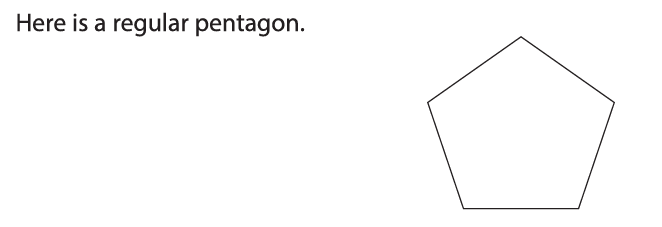 Here is a regular pentagon.